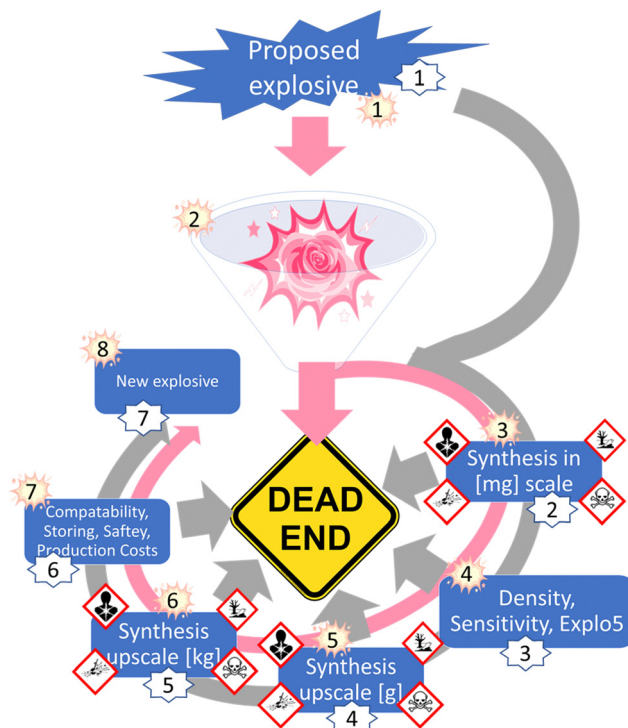 Proposed
explosive
1
1
2
8
New explosive
7
3
Synthesis in
[mg] scale
2
DEAD
END
7
Compatability,
Storing, Saftey,
Production Costs
6
4
Density,
Sensitivity, Explo5
3
6
Synthesis
upscale [kg]
5
5
Synthesis
upscale [g]
4